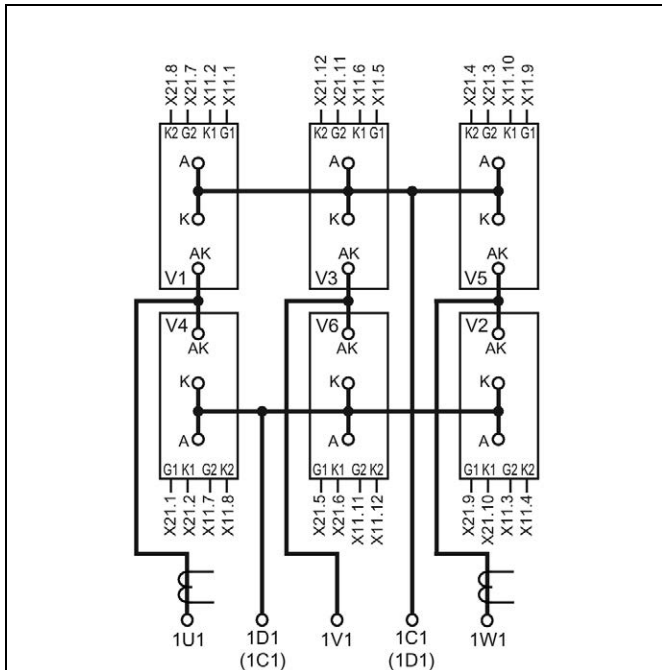 X21.8 X21.7 X11.2 X11.1 X21.12 X21.11 X11.6 X11.5 X21.4 X21.3 X11.10 X11.9
K2 G2 K1 G1 K2 G2 K1 G1 K2 G2 K1 G1
A A A
K K K
AK AK AK
V1 V3 V5
V4 V6 V2
AK AK AK
K K K
A A A
G1 K1 G2 K2 G1 K1 G2 K2 G1 K1 G2 K2
X21.1 X21.2 X11.7 X11.8 X21.5 X21.6 X11.11 X11.12 X21.9 X21.10 X11.3 X11.4
1U1 1D1 1V1 1C1 1W1
(1C1) (1D1)